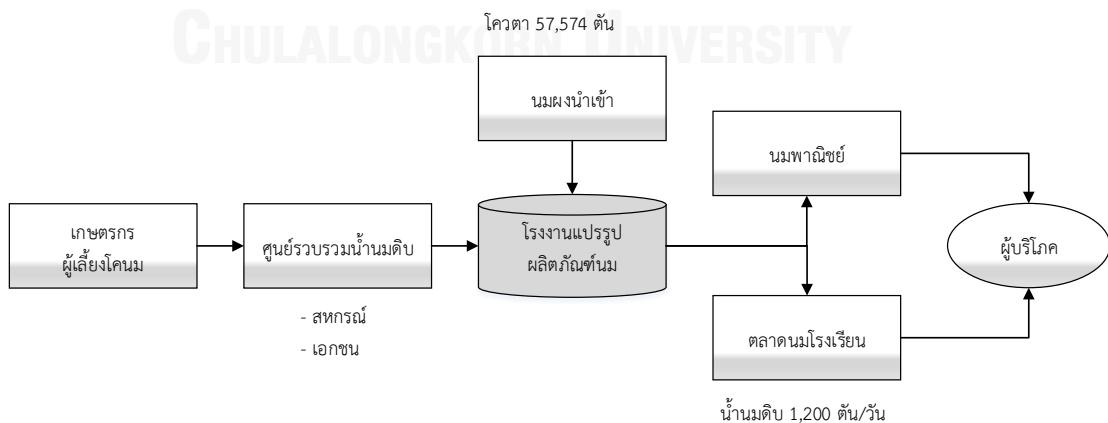 CHULALONGKORN UNIVERSITY
โควตา 57,574 ตัน
นมผงนำเข้า
นมพาณิชย์
เกษตรกร
ผู้เลี้ยงโคนม
ศูนย์รวบรวมน้ำนมดิบ
โรงงานแปรรูป
ผลิตภัณฑ์นม
ผู้บริโภค
- สหกรณ์
- เอกชน
ตลาดนมโรงเรียน
น้ำนมดิบ 1,200 ตัน/วัน